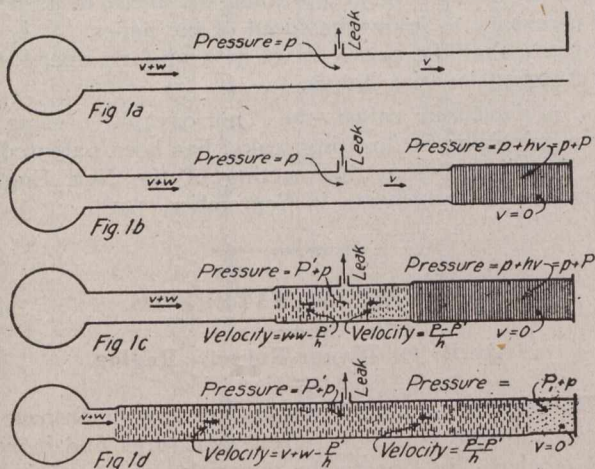 Leak
Pressure=p
v+w
v
Fig 1a
Leak
Pressure=p
Pressure=p+hv=p+P
v+w
v
v=0
Fig. 1b
Leak
Pressure=P'+p
Pressure=p+hv=p+P
v+w
Fig 1c
Velocity=v+w-P'/h
Velocity=P-P'/h
v=0
Leak
Pressure=P'+p
Pressure =
P,+p
v+w
Fig 1d
Velocity=v+w-P'/h
Velocity=P-P'/h
v=0